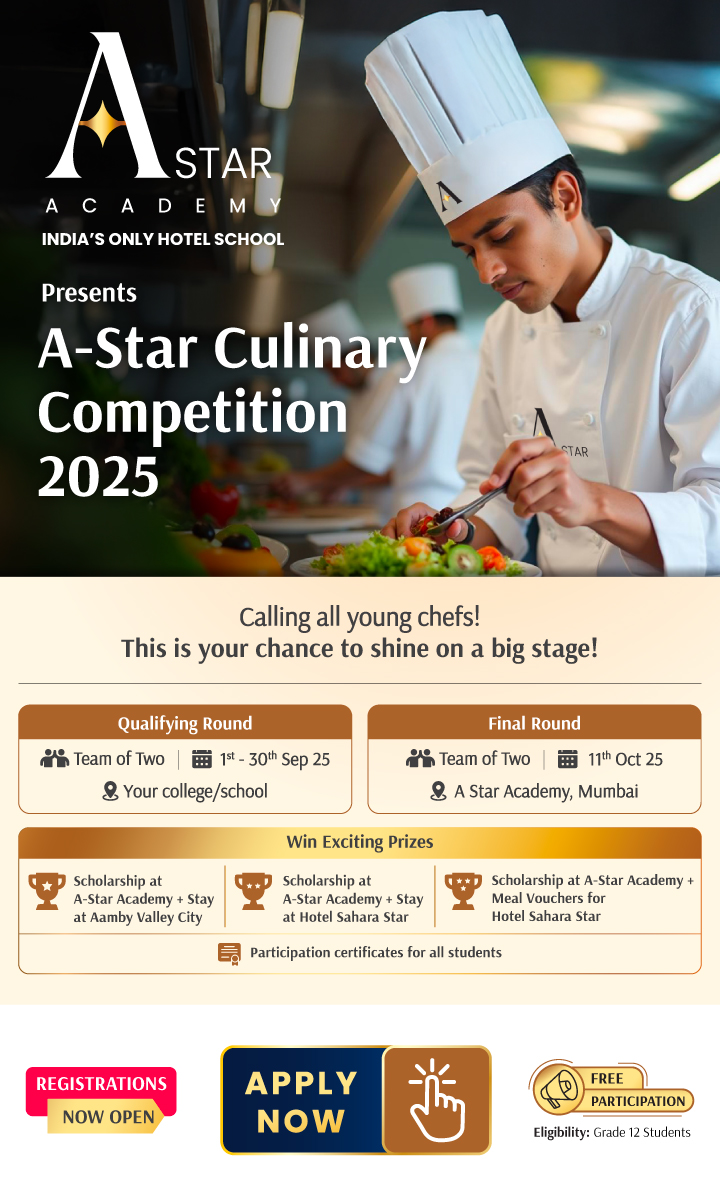 A STAR
ACADEMY
INDIA'S ONLY HOTEL SCHOOL
Presents
A-Star Culinary
Competition
2025
A
A STAR
Calling all young chefs!
This is your chance to shine on a big stage!
Qualifying Round
Team of Two | 1st - 30th Sep 25
Your college/school
Final Round
Team of Two | 11th Oct 25
A Star Academy, Mumbai
Win Exciting Prizes
Scholarship at
A-Star Academy + Stay
at Aamby Valley City
Scholarship at
A-Star Academy + Stay
at Hotel Sahara Star
Scholarship at A-Star Academy +
Meal Vouchers for
Hotel Sahara Star
Participation certificates for all students
REGISTRATIONS
NOW OPEN
APPLY
NOW
FREE
PARTICIPATION
Eligibility: Grade 12 Students